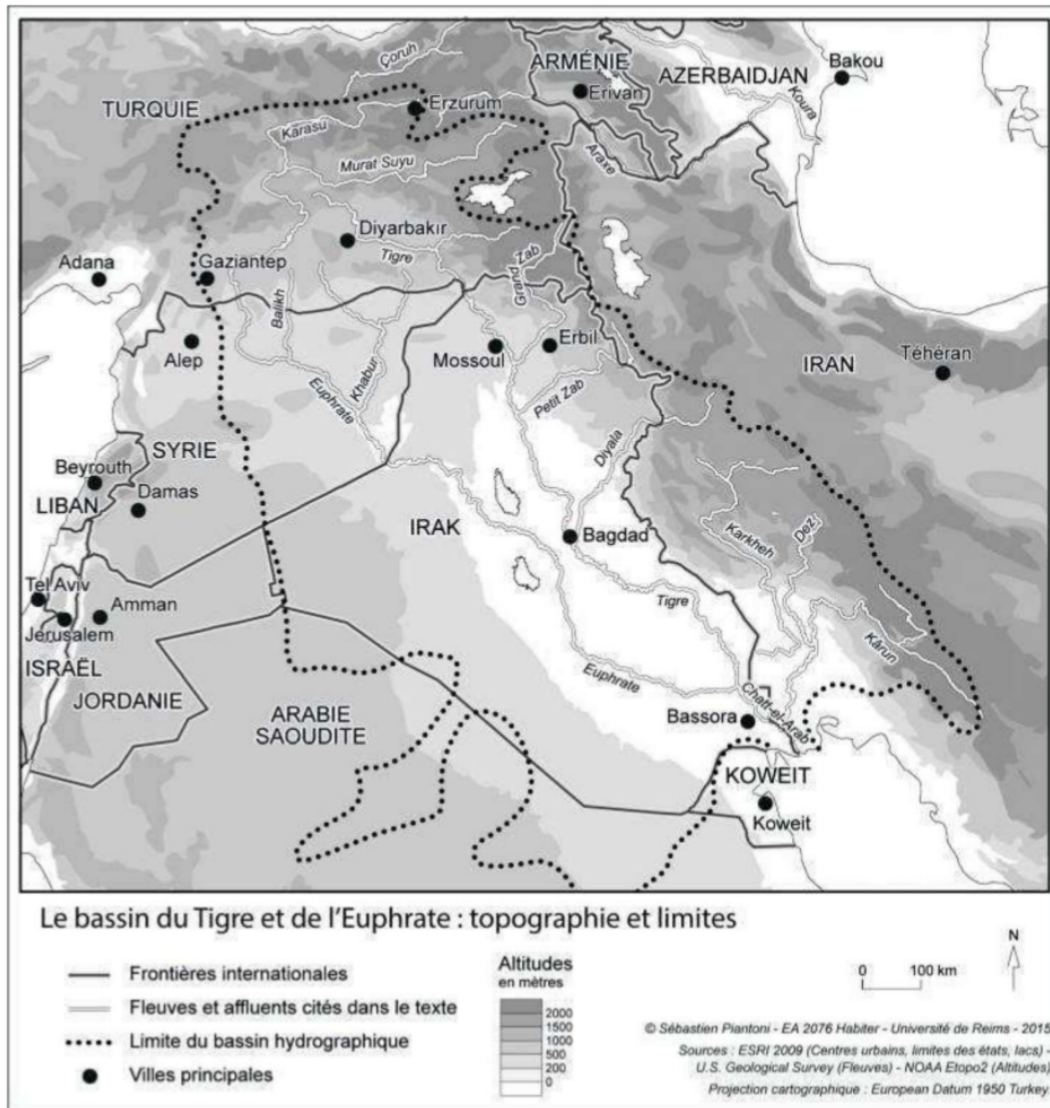 Çoruh
ARMÉNIE
AZERBAIDJAN
Bakou
TURQUIE
Erzurum
Erivan
Koura
Karasu
Murat Suyu
Araxe
Diyarbakır
Tigre
Grand Zab
Adana
Gaziantep
Balikh
Alep
Khabur
Euphrate
Mossoul
Erbil
IRAN
Téhéran
Petit Zab
SYRIE
Diyala
Beyrouth
Damas
LIBAN
IRAK
Bagdad
Karkheh
Dez
Tel Aviv
Amman
Jérusalem
Tigre
ISRAËL
Kârun
Euphrate
JORDANIE
ARABIE
SAOUDITE
Bassora
Chatt-el-Arab
KOWEIT
Koweit
Le bassin du Tigre et de l'Euphrate : topographie et limites
Frontières internationales
Fleuves et affluents cités dans le texte
Limite du bassin hydrographique
Villes principales
Altitudes
en mètres
2000
1500
1000
500
200
0
N
0 100 km
© Sébastien Piantoni - EA 2076 Habiter - Université de Reims - 2015
Sources : ESRI 2009 (Centres urbains, limites des états, lacs) -
U.S. Geological Survey (Fleuves) - NOAA Etopo2 (Altitudes)
Projection cartographique : European Datum 1950 Turkey